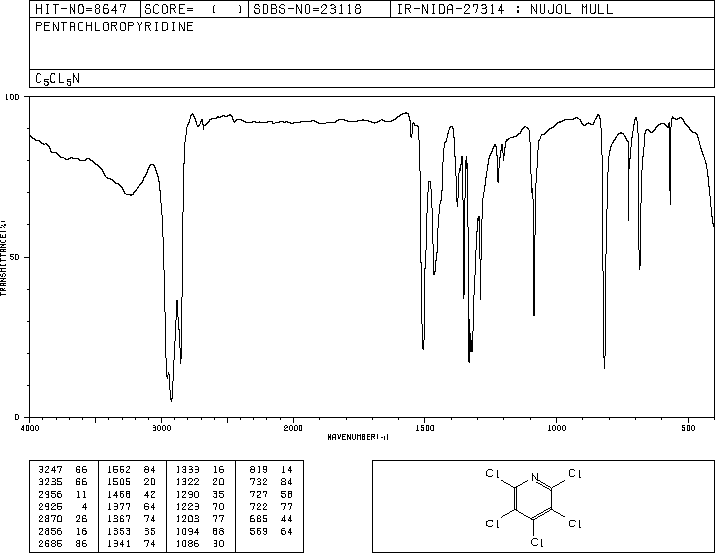 HIT-NO=8647 SCORE= ( ) SDBS-NO=23118 IR-NIDA-27314 : NUJOL MULL
PENTACHLOROPYRIDINE
C5CL5N
100
TRANSMITTANCE(%)
50
0
4000 3000 2000 1500 1000 500
WAVENUMBER(-1)
3247 66 1552 84 1333 16 819 14
3235 66 1505 20 1322 20 732 84
2956 11 1468 42 1290 35 727 58
2925 4 1377 64 1223 70 722 77
2870 26 1367 74 1203 77 685 44
2856 16 1353 35 1094 68 569 64
2685 86 1341 74 1086 30
Cl N Cl
Cl Cl
Cl